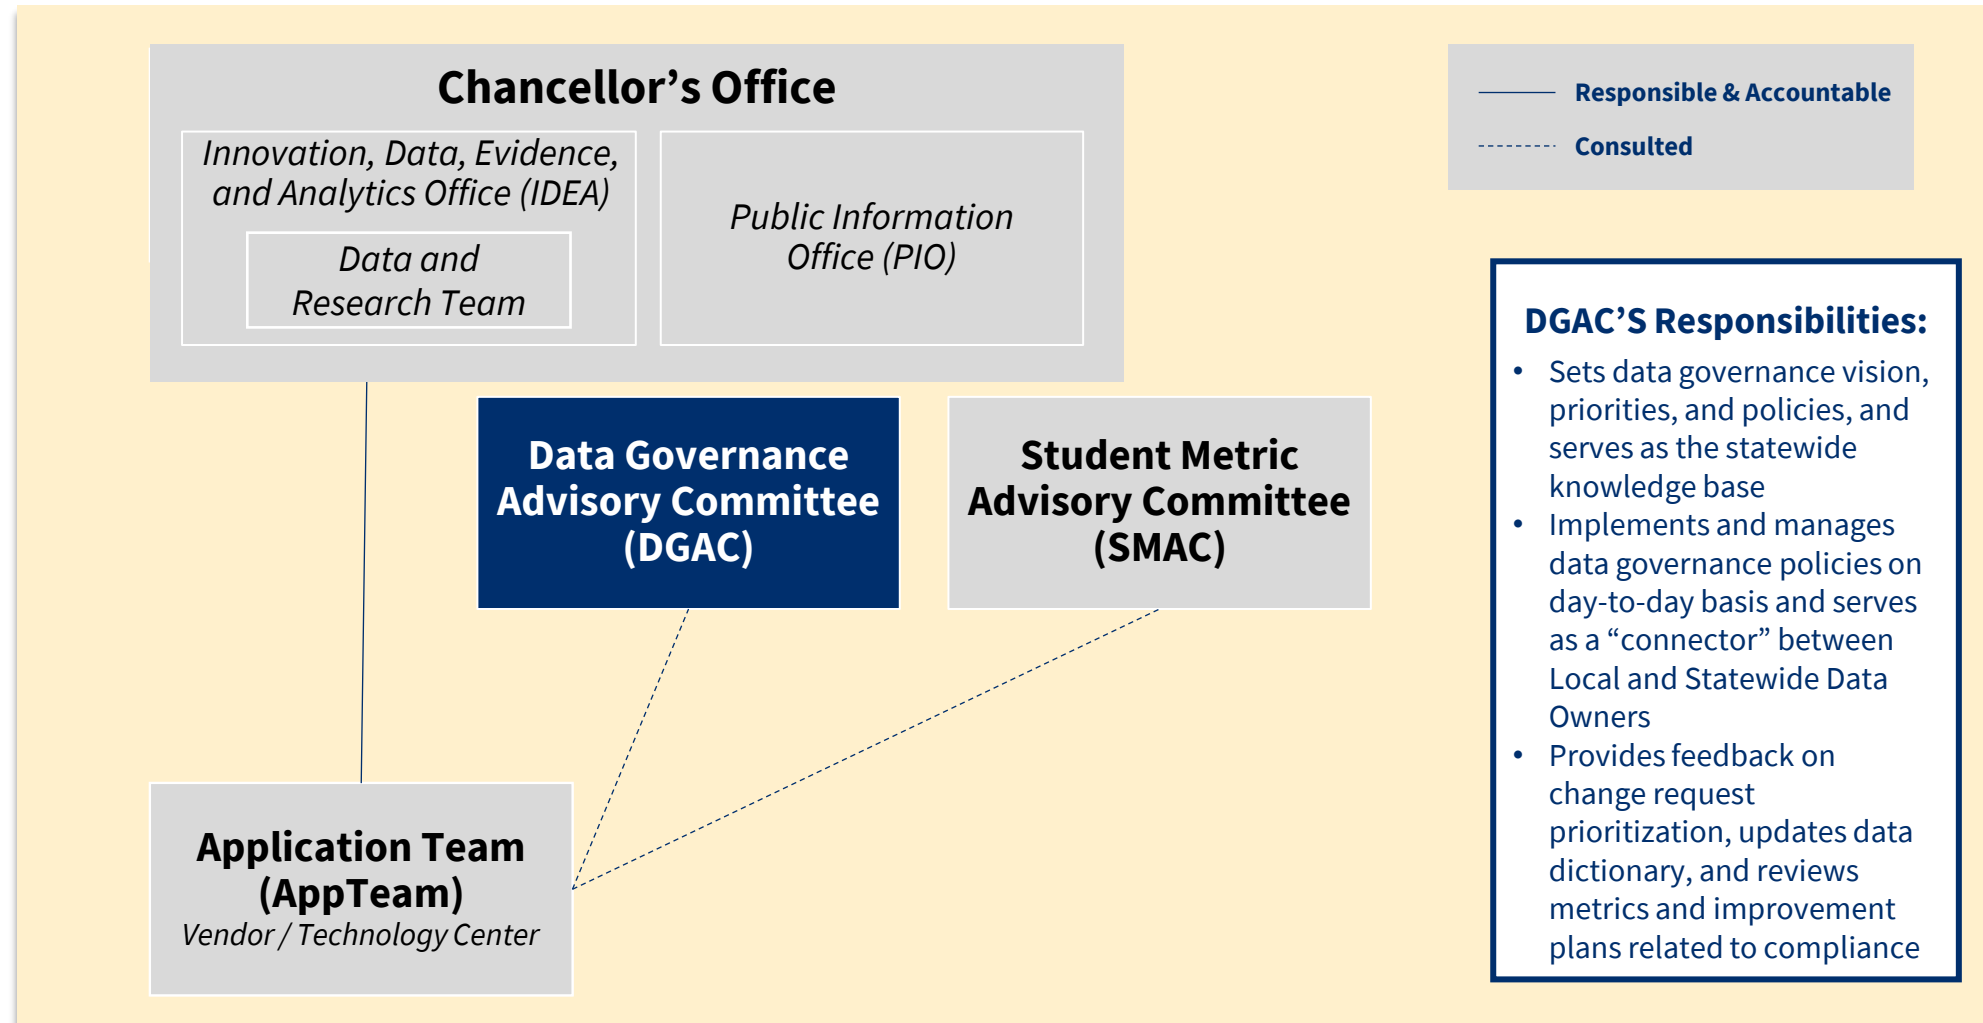 Chancellor’s Office
Innovation, Data, Evidence,
and Analytics Office (IDEA)
Data and
Research Team
Public Information
Office (PIO)
Responsible & Accountable
Consulted
Data Governance
Advisory Committee
(DGAC)
Student Metric
Advisory Committee
(SMAC)
Application Team
(AppTeam)
Vendor / Technology Center
DGAC’S Responsibilities:
• Sets data governance vision,
priorities, and policies, and
serves as the statewide
knowledge base
• Implements and manages
data governance policies on
day-to-day basis and serves
as a “connector” between
Local and Statewide Data
Owners
• Provides feedback on
change request
prioritization, updates data
dictionary, and reviews
metrics and improvement
plans related to compliance